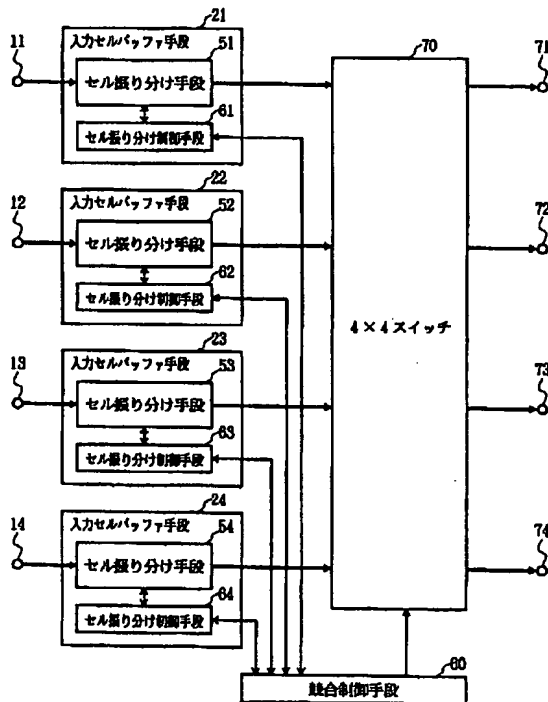 21
入力セルバッファ手段
51
11
セル振り分け手段
61
セル振り分け制御手段
70
71
22
入力セルバッファ手段
52
12
セル振り分け手段
62
セル振り分け制御手段
72
4×4スイッチ
23
入力セルバッファ手段
53
13
セル振り分け手段
63
セル振り分け制御手段
73
24
入力セルバッファ手段
54
14
セル振り分け手段
64
セル振り分け制御手段
74
60
競合制御手段